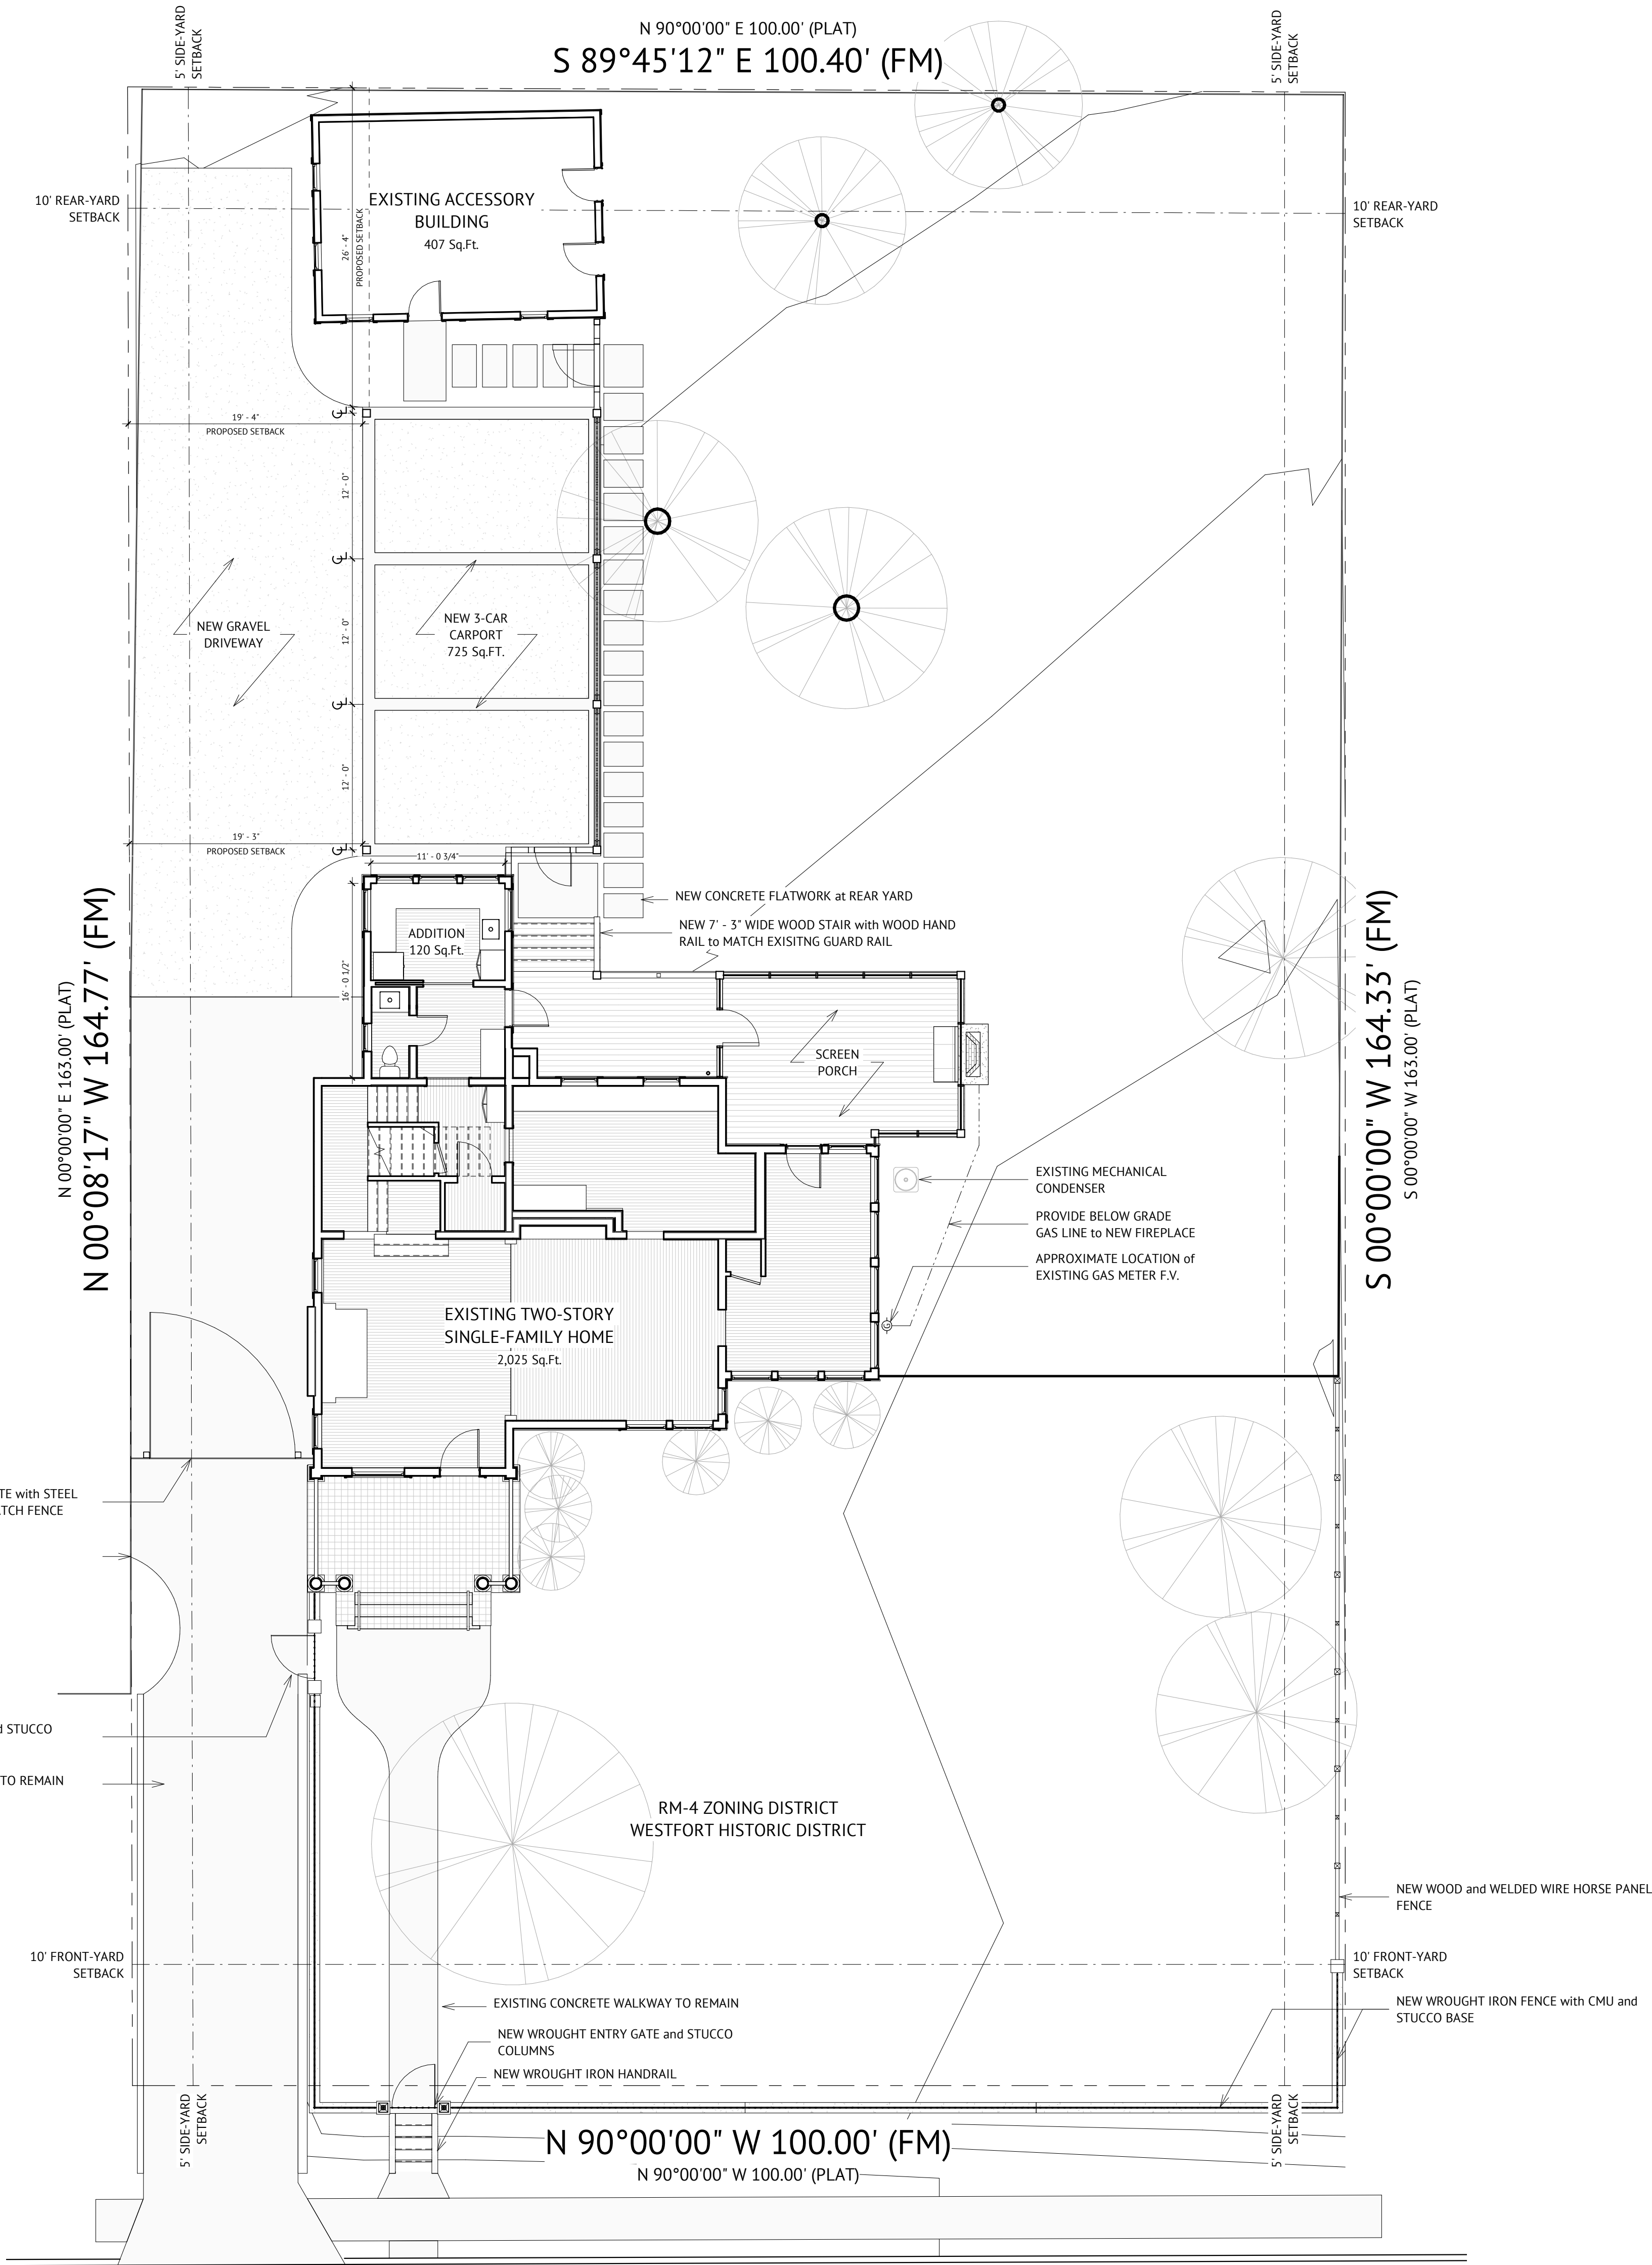 N 90°00'00" E 100.00' (PLAT)
S 89°45'12" E 100.40' (FM)
5' SIDE-YARD
SETBACK
5' SIDE-YARD
SETBACK
10' REAR-YARD
SETBACK
10' REAR-YARD
SETBACK
EXISTING ACCESSORY
BUILDING
407 Sq.Ft.
26' - 4"
PROPOSED SETBACK
19' - 4"
PROPOSED SETBACK
12' - 0"
12' - 0"
12' - 0"
NEW GRAVEL
DRIVEWAY
NEW 3-CAR
CARPORT
725 Sq.FT.
19' - 3"
PROPOSED SETBACK
11' - 0 3/4"
16' - 0 1/2"
ADDITION
120 Sq.Ft.
NEW CONCRETE FLATWORK at REAR YARD
NEW 7' - 3" WIDE WOOD STAIR with WOOD HAND
RAIL to MATCH EXISITNG GUARD RAIL
SCREEN
PORCH
N 00°00'00" E 163.00' (PLAT)
N 00°08'17" W 164.77' (FM)
S 00°00'00" W 164.33' (FM)
S 00°00'00" W 163.00' (PLAT)
EXISTING MECHANICAL
CONDENSER
PROVIDE BELOW GRADE
GAS LINE to NEW FIREPLACE
APPROXIMATE LOCATION of
EXISTING GAS METER F.V.
G
EXISTING TWO-STORY
SINGLE-FAMILY HOME
2,025 Sq.Ft.
TE with STEEL
TCH FENCE
STUCCO
TO REMAIN
RM-4 ZONING DISTRICT
WESTFORT HISTORIC DISTRICT
NEW WOOD and WELDED WIRE HORSE PANEL
FENCE
10' FRONT-YARD
SETBACK
10' FRONT-YARD
SETBACK
EXISTING CONCRETE WALKWAY TO REMAIN
NEW WROUGHT IRON FENCE with CMU and
STUCCO BASE
NEW WROUGHT ENTRY GATE and STUCCO
COLUMNS
NEW WROUGHT IRON HANDRAIL
5' SIDE-YARD
SETBACK
5' SIDE-YARD
SETBACK
N 90°00'00" W 100.00' (FM)
N 90°00'00" W 100.00' (PLAT)